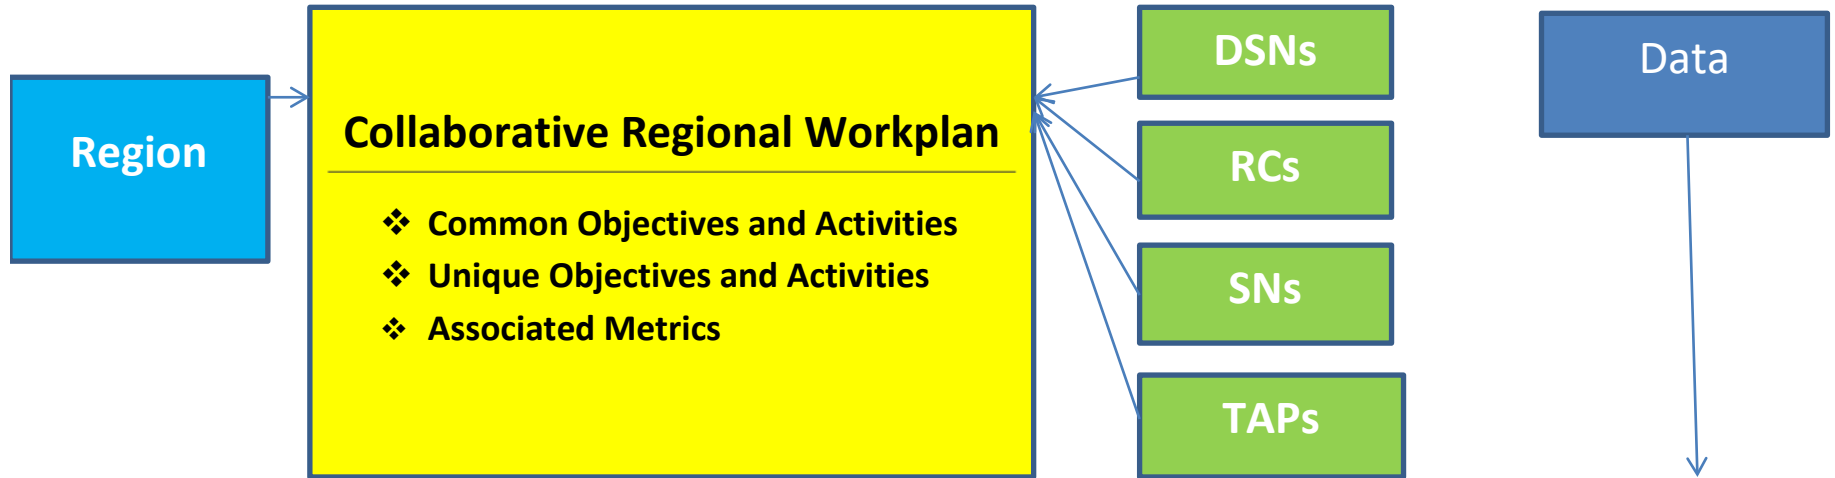 Region
Collaborative Regional Workplan
❖ Common Objectives and Activities
❖ Unique Objectives and Activities
❖ Associated Metrics
DSNs
RCs
SNs
TAPs
Data